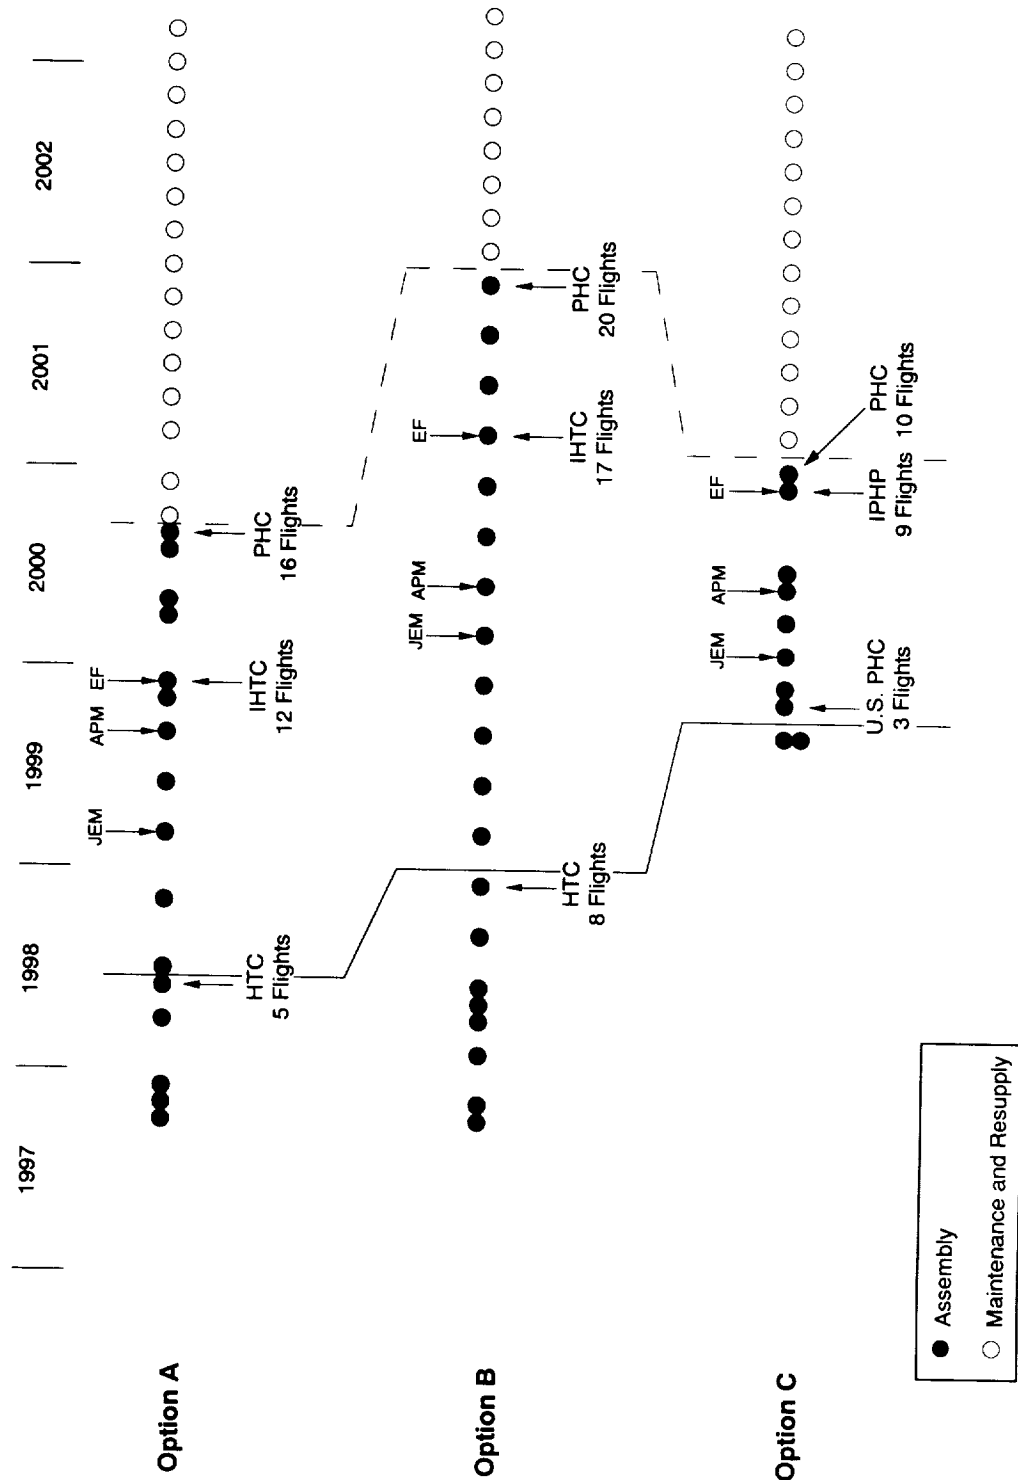 1997
1998
1999
2000
2001
2002
Option A
JEM
APM
EF
HTC
5 Flights
IHTC
12 Flights
PHC
16 Flights
Option B
JEM
APM
EF
HTC
8 Flights
IHTC
17 Flights
PHC
20 Flights
Option C
JEM
APM
EF
U.S. PHC
3 Flights
IPHP
9 Flights
PHC
10 Flights
Assembly
Maintenance and Resupply